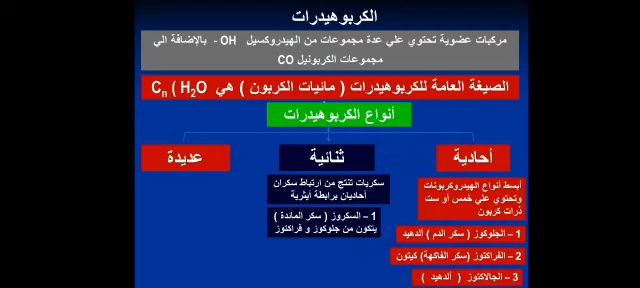 الكربوهيدرات
مركبات عضوية تحتوي علي عدة مجموعات من الهيدروكسيل OH - بالإضافة الي
مجموعات الكربونيل CO
الصيغة العامة للكربوهيدرات ( مائيات الكربون ) هي Cn ( H2O
أنواع الكربوهيدرات
أحادية
ثنائية
عديدة
أبسط أنواع الهيدروكربونات
وتحتوي علي خمس أو ست
ذرات كربون
1 – الجلوكوز ( سكر الدم ) ألدهيد
2 – الفراكتوز (سكر الفاكهة) كيتون
3 – الجالاكتوز ( ألدهيد )
سكريات تنتج من ارتباط سكران
أحاديان برابطة أيثرية
1 – السكروز ( سكر المائدة )
يتكون من جلوكوز و فراكتوز